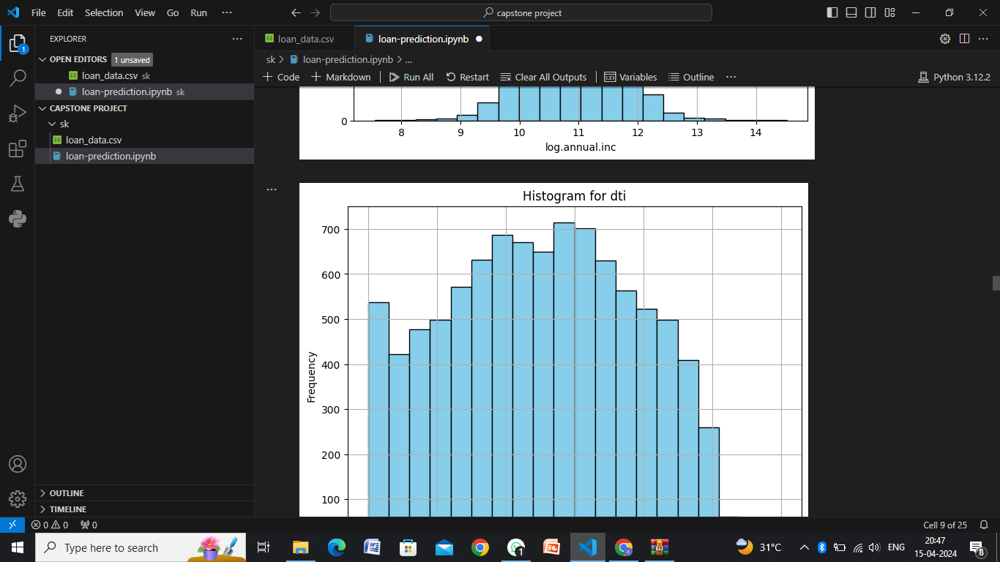 File Edit Selection View Go Run ···
capstone project
EXPLORER ···
OPEN EDITORS 1 unsaved
loan_data.csv sk
loan-prediction.ipynb sk
CAPSTONE PROJECT
sk
loan_data.csv
loan-prediction.ipynb
OUTLINE
TIMELINE
1
loan_data.csv loan-prediction.ipynb
sk > loan-prediction.ipynb > ...
+ Code + Markdown Run All Restart Clear All Outputs Variables Outline ··· Python 3.12.2
0
8 9 10 11 12 13 14
log.annual.inc
...
Histogram for dti
700
600
500
400
300
200
100
Frequency
0 0 0
Cell 9 of 25
Type here to search
W
1
31°C
ENG
20:47
15-04-2024
8